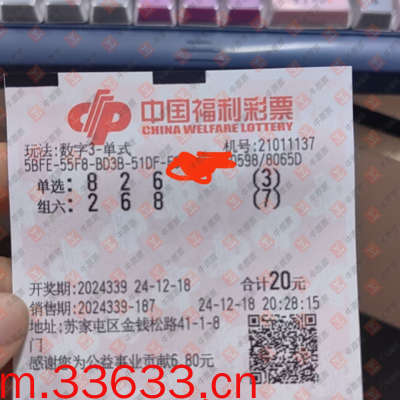 中国福利彩票
CHINA WELFARE LOTTERY
玩法:数字3-单式 机号:21011137
5BFE-55F8-BD3B-51DF- 0598/8065D
单选: 8 2 6 (3)
组六: 2 6 8 (7)
开奖期:2024339 24-12-18 合计20元
销售期:2024339-187 24-12-18 20:28:15
地址:苏家屯区金钱松路41-1-8
门
感谢您为公益事业贡献6.80元
m.33633.cn